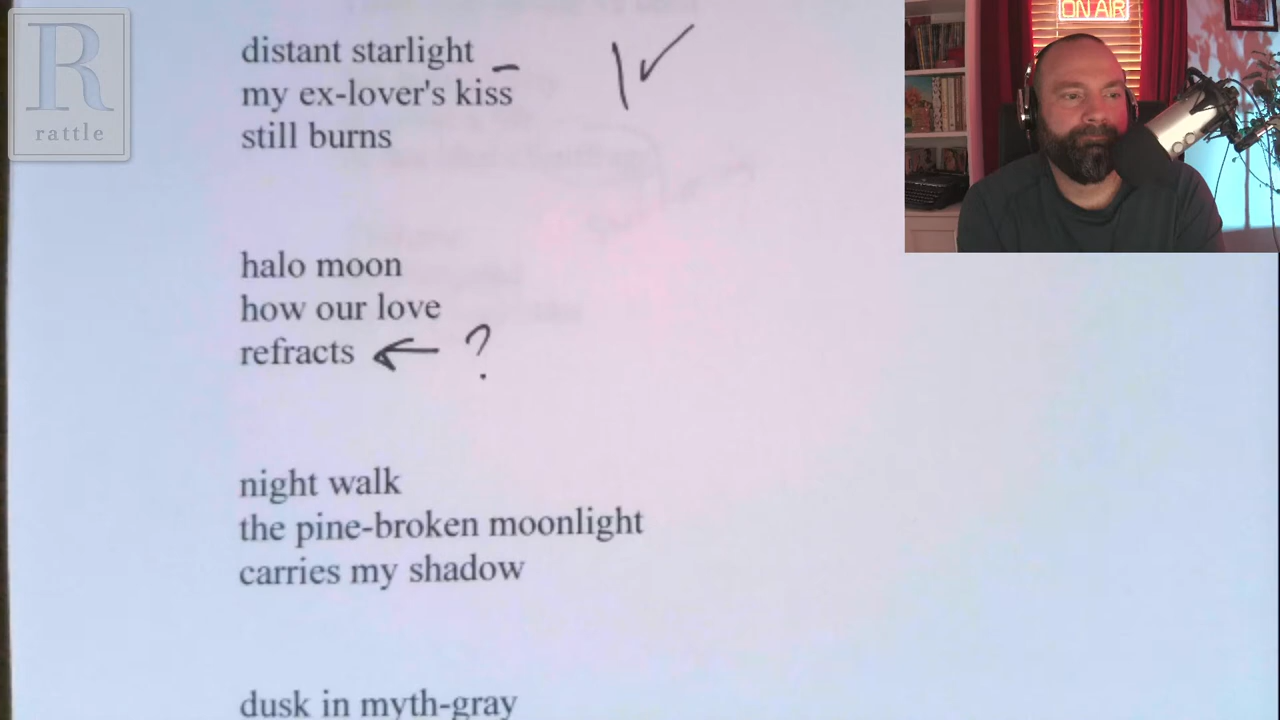 R
rattle
ON AIR
distant starlight
my ex-lover's kiss
still burns
halo moon
how our love
refracts ← ?
night walk
the pine-broken moonlight
carries my shadow
dusk in myth-gray